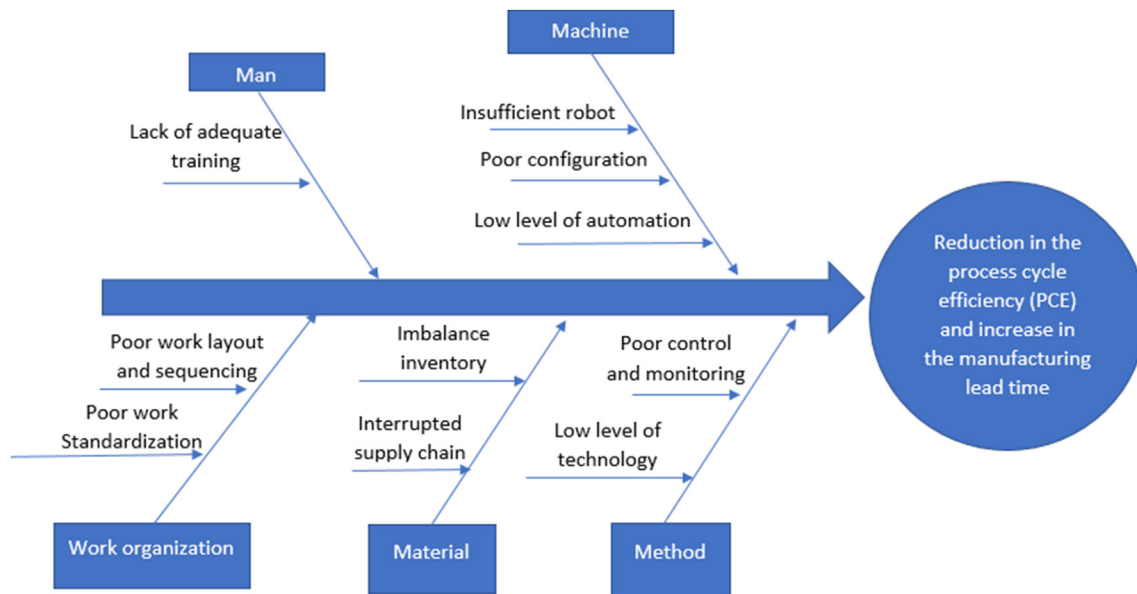 Machine
Man
Insufficient robot
Lack of adequate
training
Poor configuration
Low level of automation
Reduction in the
process cycle
efficiency (PCE)
and increase in
the manufacturing
lead time
Poor work layout
and sequencing
Poor work
Standardization
Imbalance
inventory
Interrupted
supply chain
Poor control
and monitoring
Low level of
technology
Work organization
Material
Method